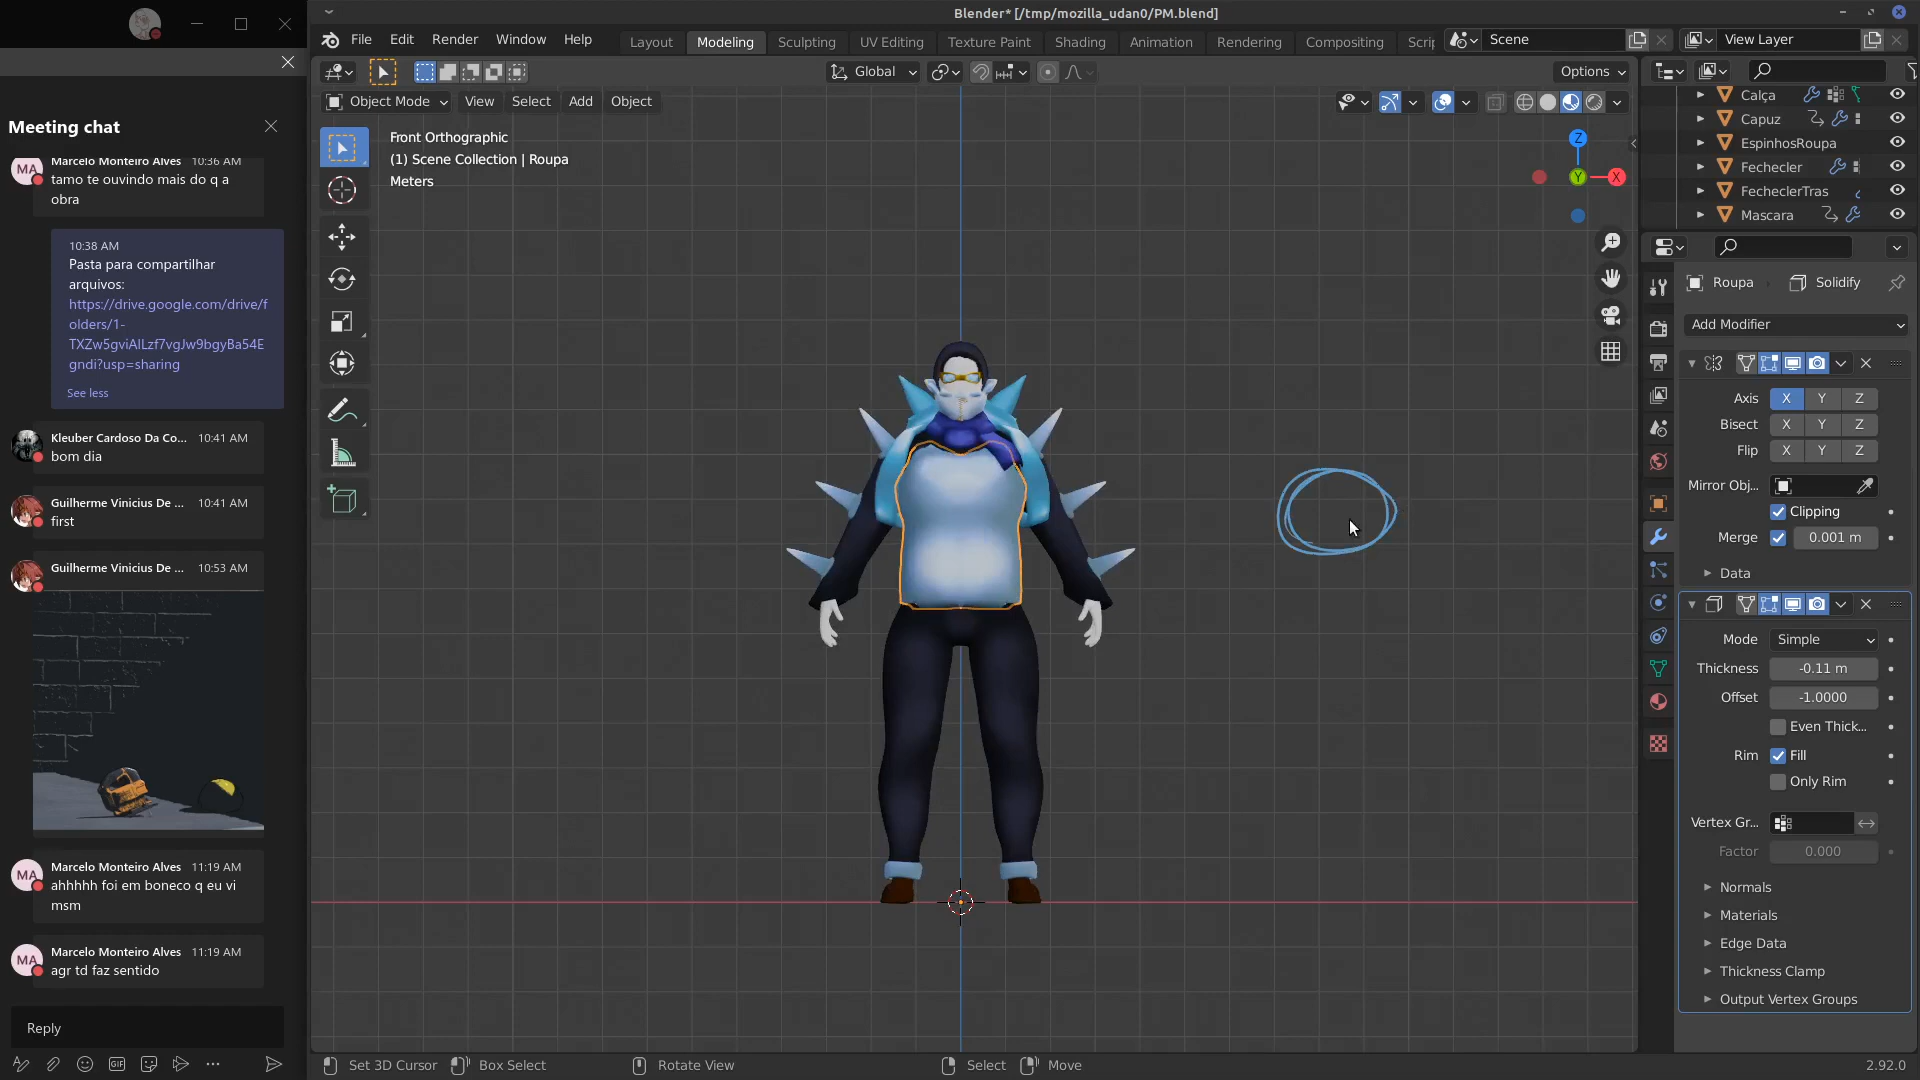 Blender* [/tmp/mozilla_udan0/PM.blend]
File Edit Render Window Help
Layout Modeling Sculpting UV Editing Texture Paint Shading Animation Rendering Compositing Scrip
Scene
View Layer
Global
Options
Object Mode View Select Add Object
Front Orthographic
(1) Scene Collection | Roupa
Meters
Z
Y
X
Meeting chat
Marcelo Monteiro Alves 10:36 AM
MA
tamo te ouvindo mais do q a
obra
10:38 AM
Pasta para compartilhar
arquivos:
https://drive.google.com/drive/f
olders/1-
TXZw5gviAlLzf7vgJw9bgyBa54E
gndi?usp=sharing
See less
Kleuber Cardoso Da Co... 10:41 AM
bom dia
Guilherme Vinicius De ... 10:41 AM
first
Guilherme Vinicius De ... 10:53 AM
Marcelo Monteiro Alves 11:19 AM
MA
ahhhhh foi em boneco q eu vi
msm
Marcelo Monteiro Alves 11:19 AM
MA
agr td faz sentido
Reply
GIF
Calça
Capuz
EspinhosRoupa
Fechecler
FecheclerTras
Mascara
Roupa Solidify
Add Modifier
Axis X Y Z
Bisect X Y Z
Flip X Y Z
Mirror Obj...
Clipping
Merge 0.001 m
Data
Mode Simple
Thickness -0.11 m
Offset -1.0000
Even Thick...
Rim Fill
Only Rim
Vertex Gr...
Factor 0.000
Normals
Materials
Edge Data
Thickness Clamp
Output Vertex Groups
Set 3D Cursor Box Select Rotate View Select Move
2.92.0